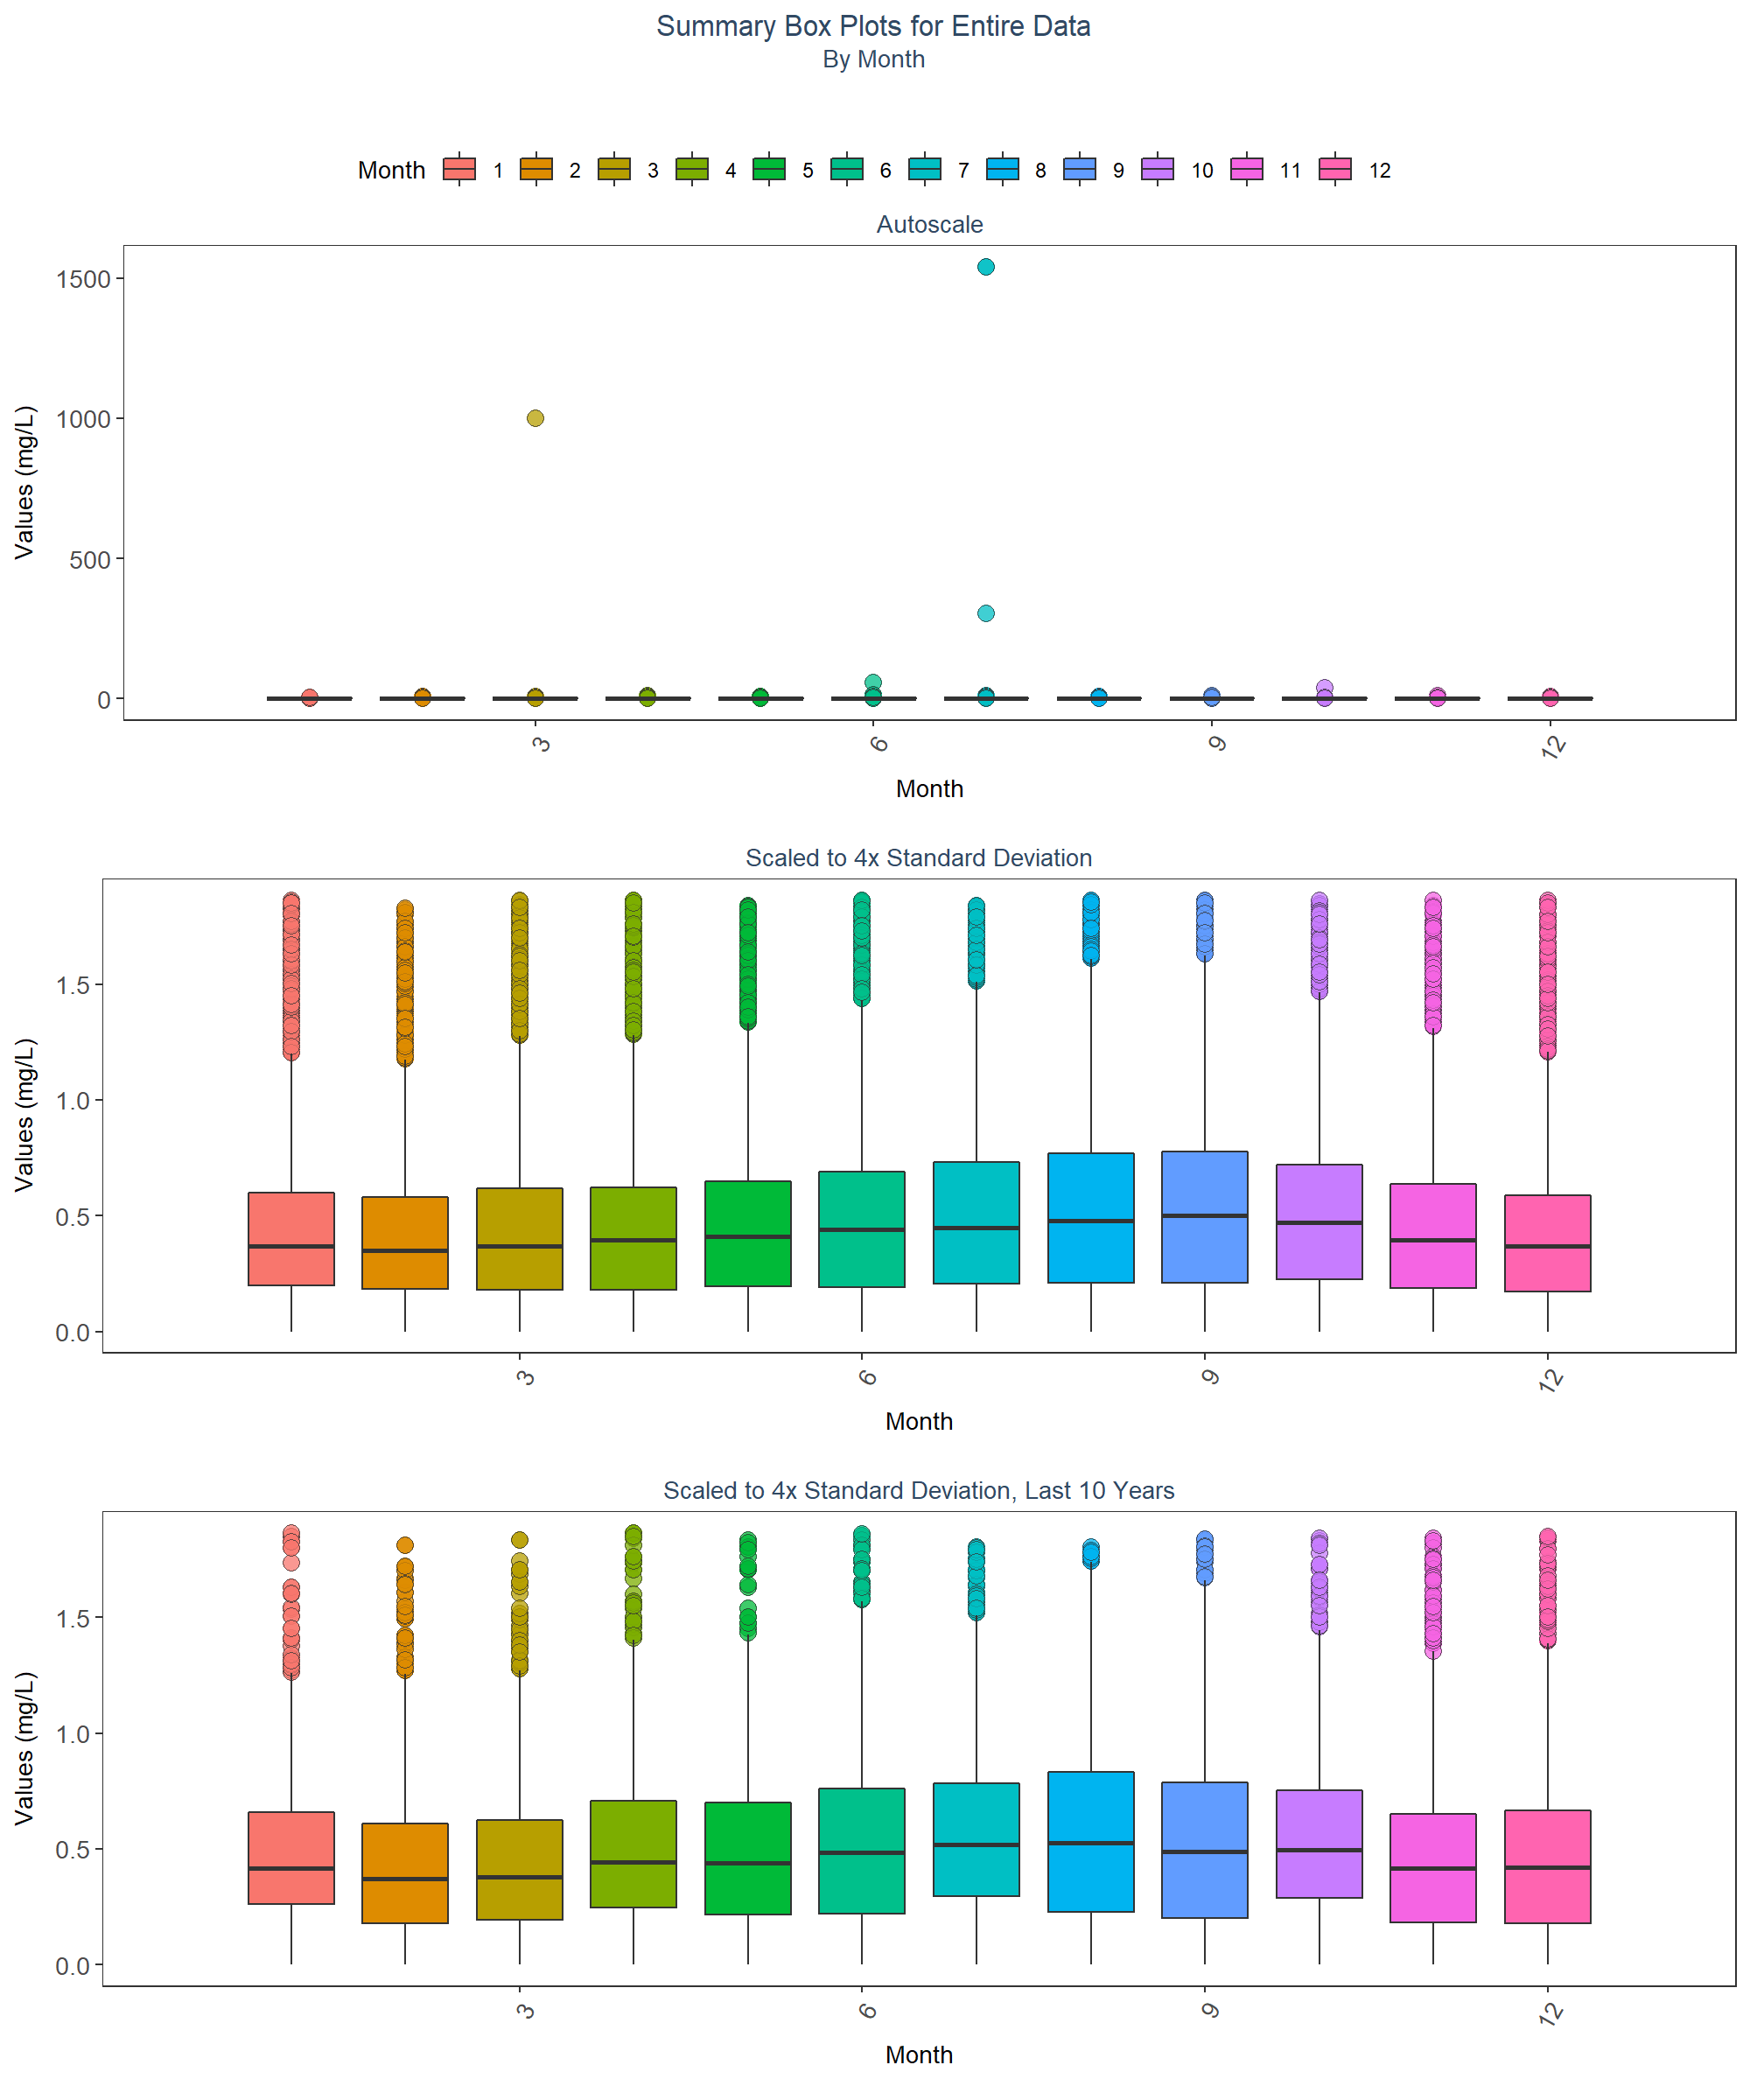 Summary Box Plots for Entire Data
By Month
Month 1 2 3 4 5 6 7 8 9 10 11 12
Autoscale
Values (mg/L)
1500
1000
500
0
3 6 9 12
Month
Scaled to 4x Standard Deviation
Values (mg/L)
1.5
1.0
0.5
0.0
3 6 9 12
Month
Scaled to 4x Standard Deviation, Last 10 Years
Values (mg/L)
1.5
1.0
0.5
0.0
3 6 9 12
Month